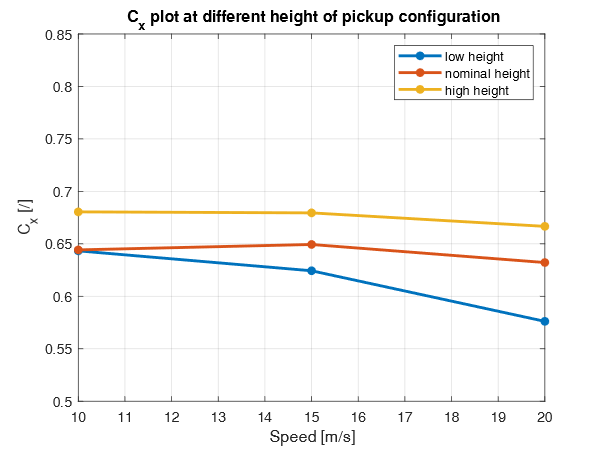 Cx plot at different height of pickup configuration
0.85
0.8
0.75
0.7
0.65
0.6
0.55
0.5
Cx [/]
low height
nominal height
high height
10 11 12 13 14 15 16 17 18 19 20
Speed [m/s]